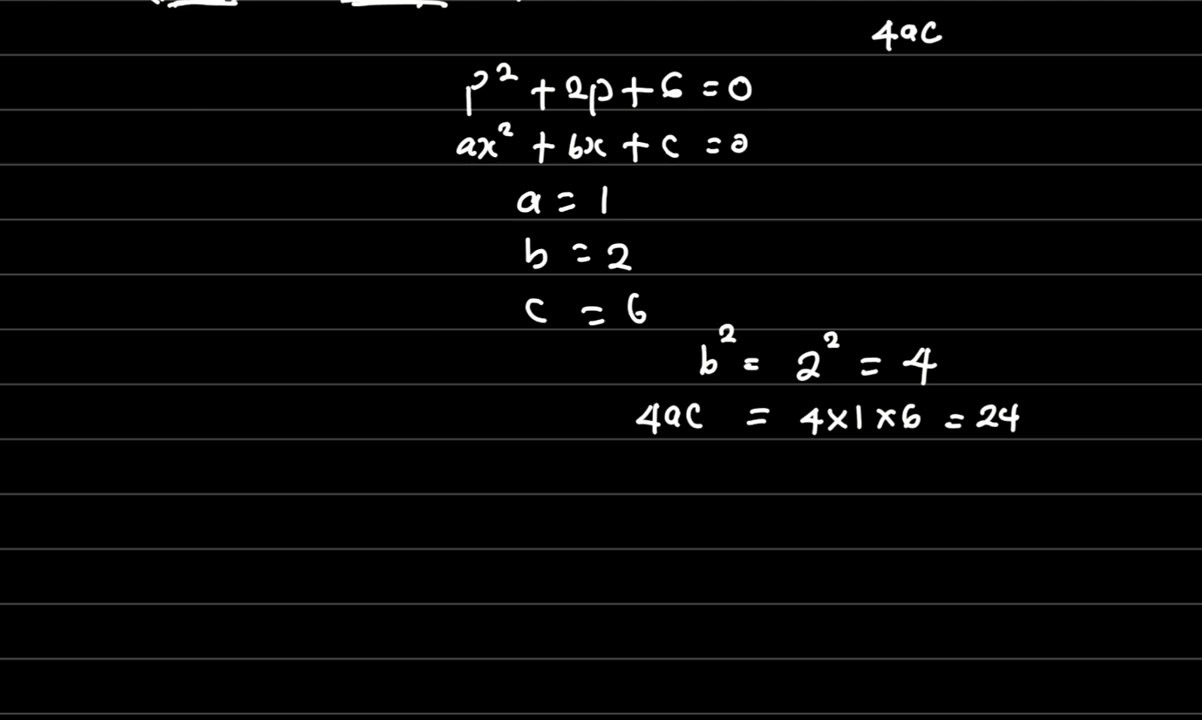 4ac
p² + 2p + 6 = 0
ax² + bx + c = 0
a = 1
b = 2
c = 6
b² = 2² = 4
4ac = 4×1×6 = 24